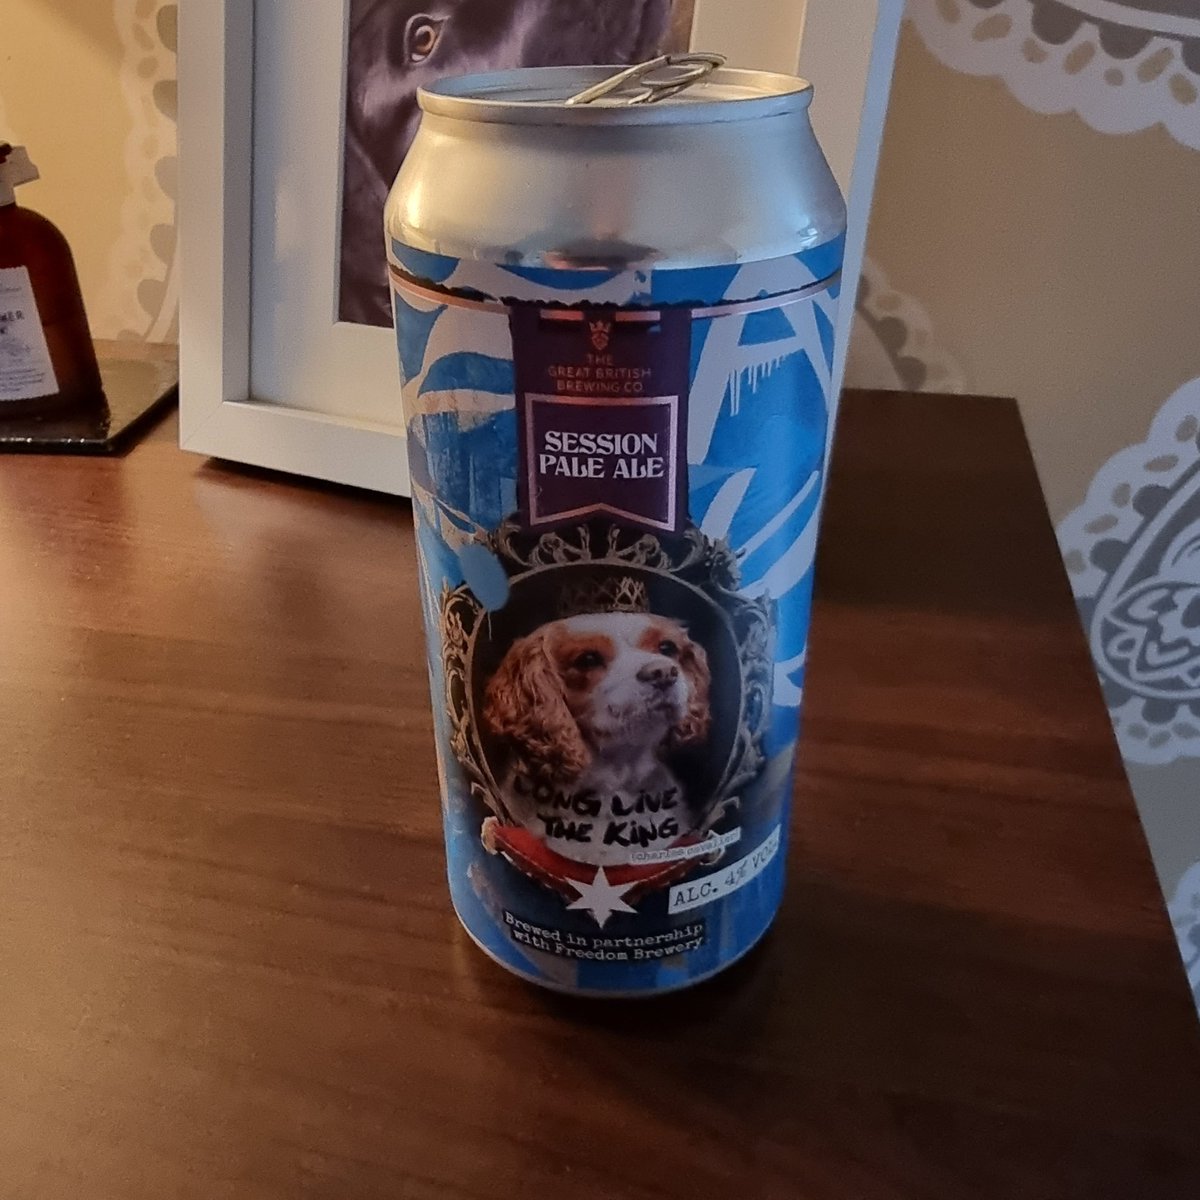 THE
GREAT BRITISH
BREWING CO
SESSION
PALE ALE
LONG LIVE
THE KING
(charles cavalier)
ALC. 4% VOL
Brewed in partnership
with Freedom Brewery